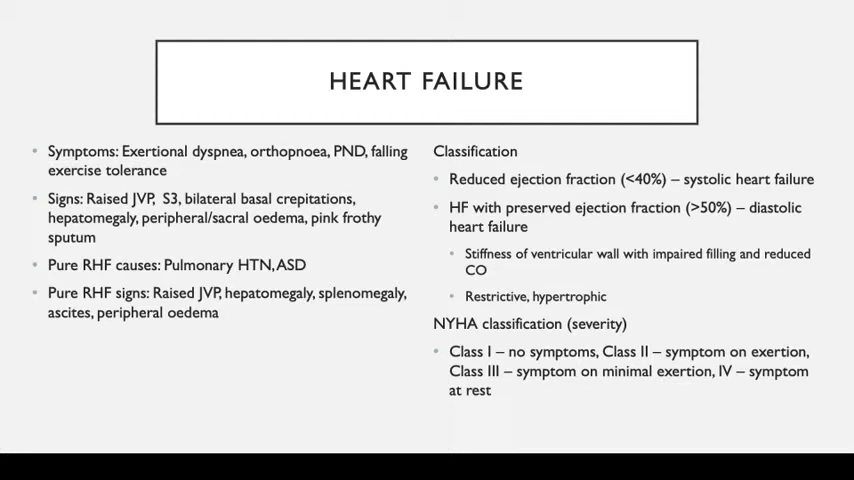 HEART FAILURE
Symptoms: Exertional dyspnea, orthopnoea, PND, falling
exercise tolerance
Signs: Raised JVP, S3, bilateral basal crepitations,
hepatomegaly, peripheral/sacral oedema, pink frothy
sputum
Pure RHF causes: Pulmonary HTN, ASD
Pure RHF signs: Raised JVP, hepatomegaly, splenomegaly,
ascites, peripheral oedema
Classification
Reduced ejection fraction (<40%) – systolic heart failure
HF with preserved ejection fraction (>50%) – diastolic
heart failure
Stiffness of ventricular wall with impaired filling and reduced
CO
Restrictive, hypertrophic
NYHA classification (severity)
Class I – no symptoms, Class II – symptom on exertion,
Class III – symptom on minimal exertion, IV – symptom
at rest